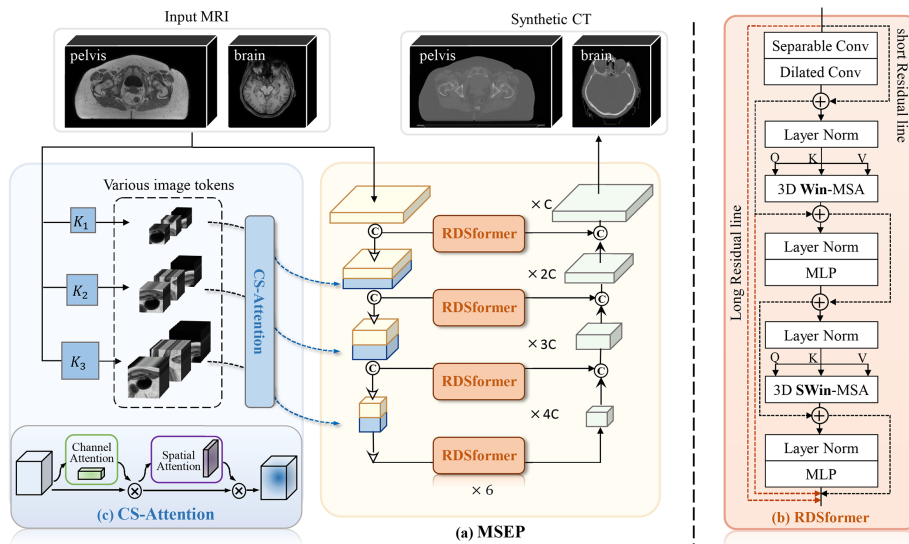 Input MRI
Synthetic CT
pelvis
brain
pelvis
brain
Various image tokens
K1
K2
K3
CS-Attention
RDSformer
RDSformer
RDSformer
RDSformer
× 6
× C
× 2C
× 3C
× 4C
C
C
C
C
C
C
Channel
Attention
Spatial
Attention
(c) CS-Attention
(a) MSEP
short Residual line
Long Residual line
Separable Conv
Dilated Conv
Layer Norm
Q K V
3D Win-MSA
Layer Norm
MLP
Layer Norm
Q K V
3D SWin-MSA
Layer Norm
MLP
(b) RDSformer